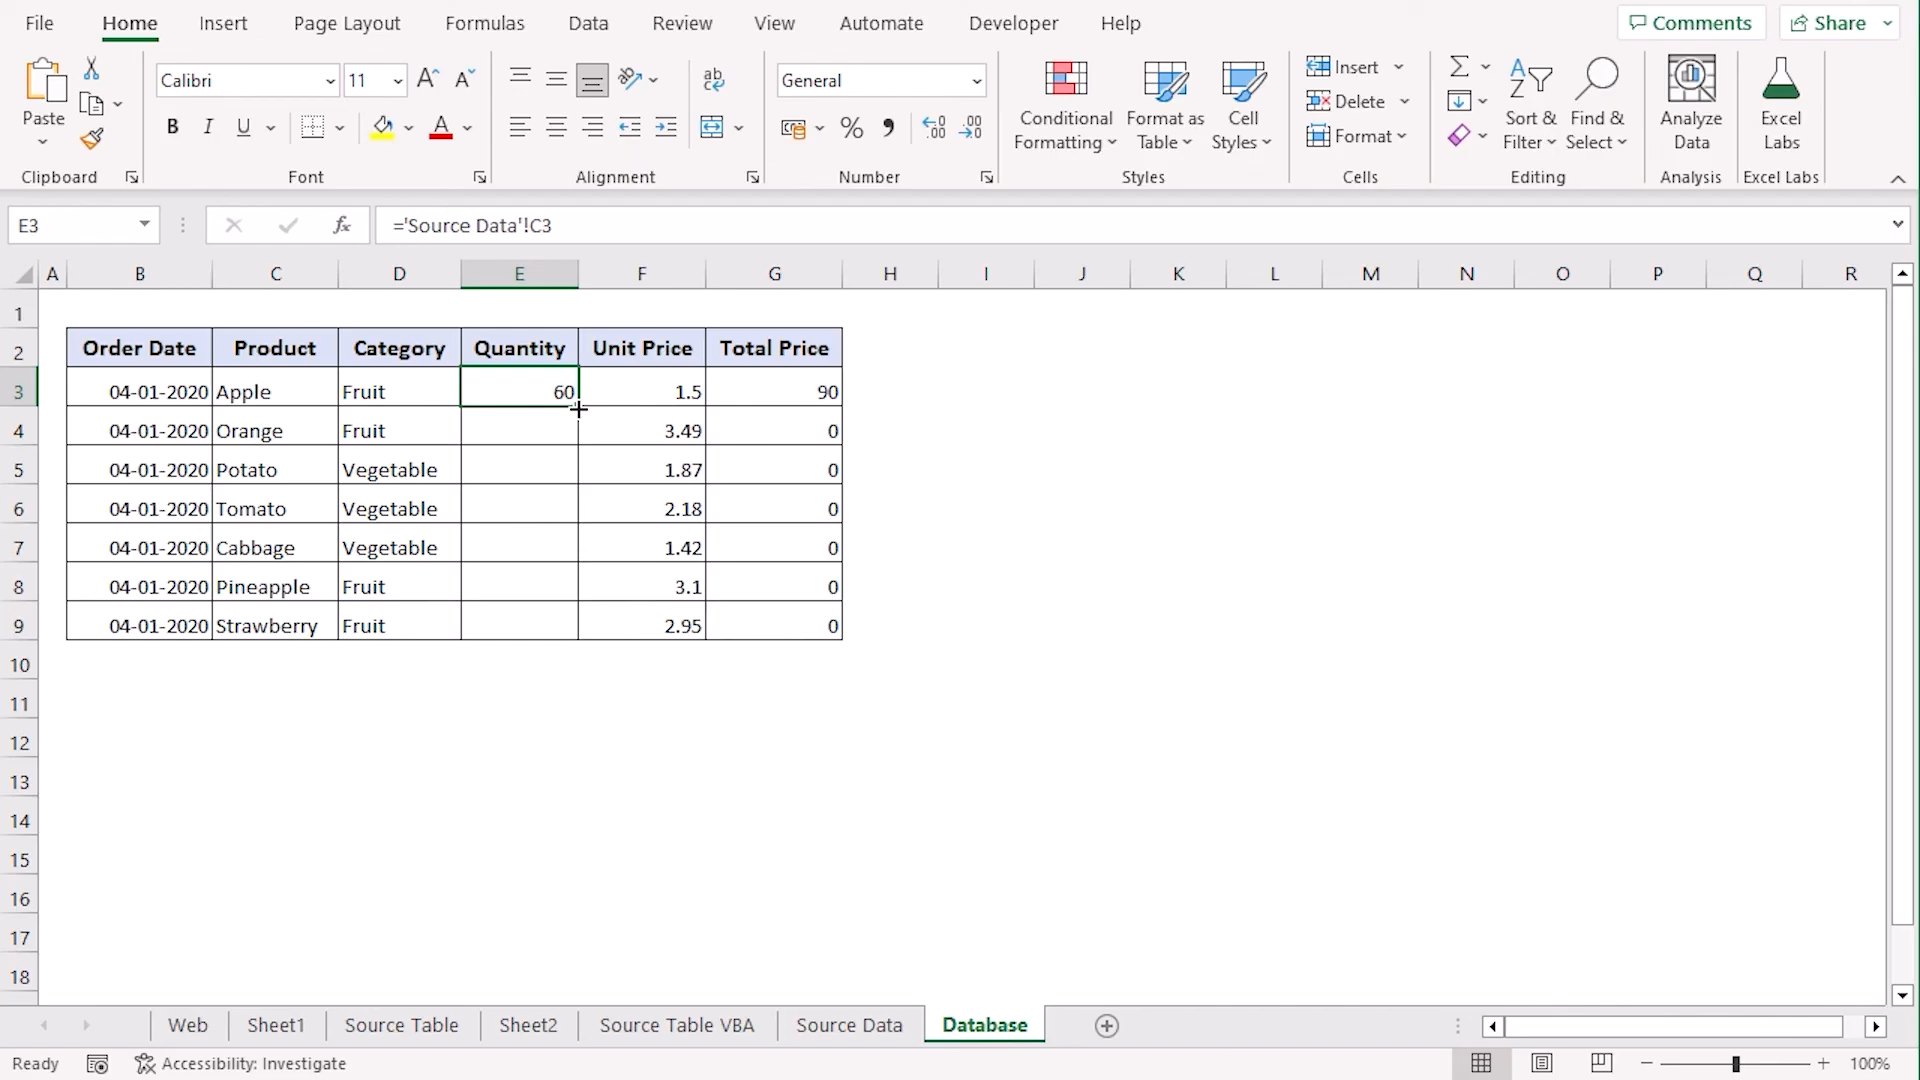 File Home Insert Page Layout Formulas Data Review View Automate Developer Help Comments Share
Calibri 11 General
Paste Conditional Formatting Format as Table Cell Styles Insert Delete Format Sort & Filter Find & Select Analyze Data Excel Labs
B I U A % ab
Clipboard Font Alignment Number Styles Cells Editing Analysis Excel Labs
E3 fx ='Source Data'!C3
A B C D E F G H I J K L M N O P Q R
1
2 Order Date Product Category Quantity Unit Price Total Price
3 04-01-2020 Apple Fruit 60 1.5 90
4 04-01-2020 Orange Fruit 3.49 0
5 04-01-2020 Potato Vegetable 1.87 0
6 04-01-2020 Tomato Vegetable 2.18 0
7 04-01-2020 Cabbage Vegetable 1.42 0
8 04-01-2020 Pineapple Fruit 3.1 0
9 04-01-2020 Strawberry Fruit 2.95 0
10
11
12
13
14
15
16
17
18
Web Sheet1 Source Table Sheet2 Source Table VBA Source Data Database
Ready Accessibility: Investigate 100%